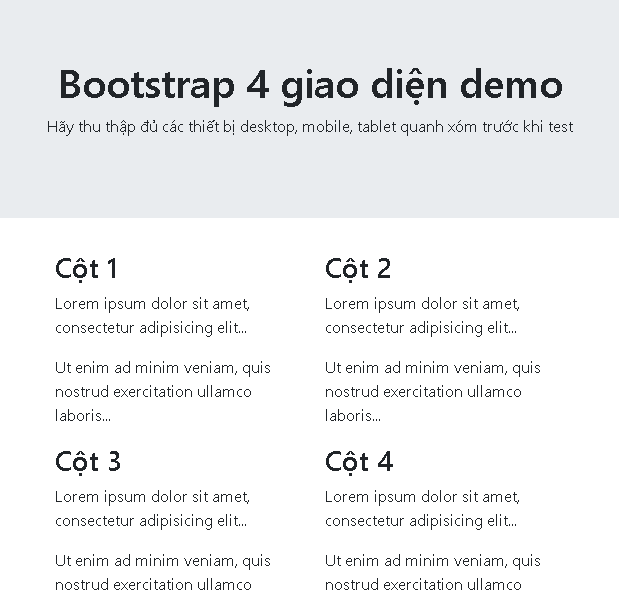 Bootstrap 4 giao diện demo
Hãy thu thập đủ các thiết bị desktop, mobile, tablet quanh xóm trước khi test
Cột 1
Lorem ipsum dolor sit amet,
consectetur adipisicing elit...
Ut enim ad minim veniam, quis
nostrud exercitation ullamco
laboris...
Cột 2
Lorem ipsum dolor sit amet,
consectetur adipisicing elit...
Ut enim ad minim veniam, quis
nostrud exercitation ullamco
laboris...
Cột 3
Lorem ipsum dolor sit amet,
consectetur adipisicing elit...
Ut enim ad minim veniam, quis
nostrud exercitation ullamco
Cột 4
Lorem ipsum dolor sit amet,
consectetur adipisicing elit...
Ut enim ad minim veniam, quis
nostrud exercitation ullamco